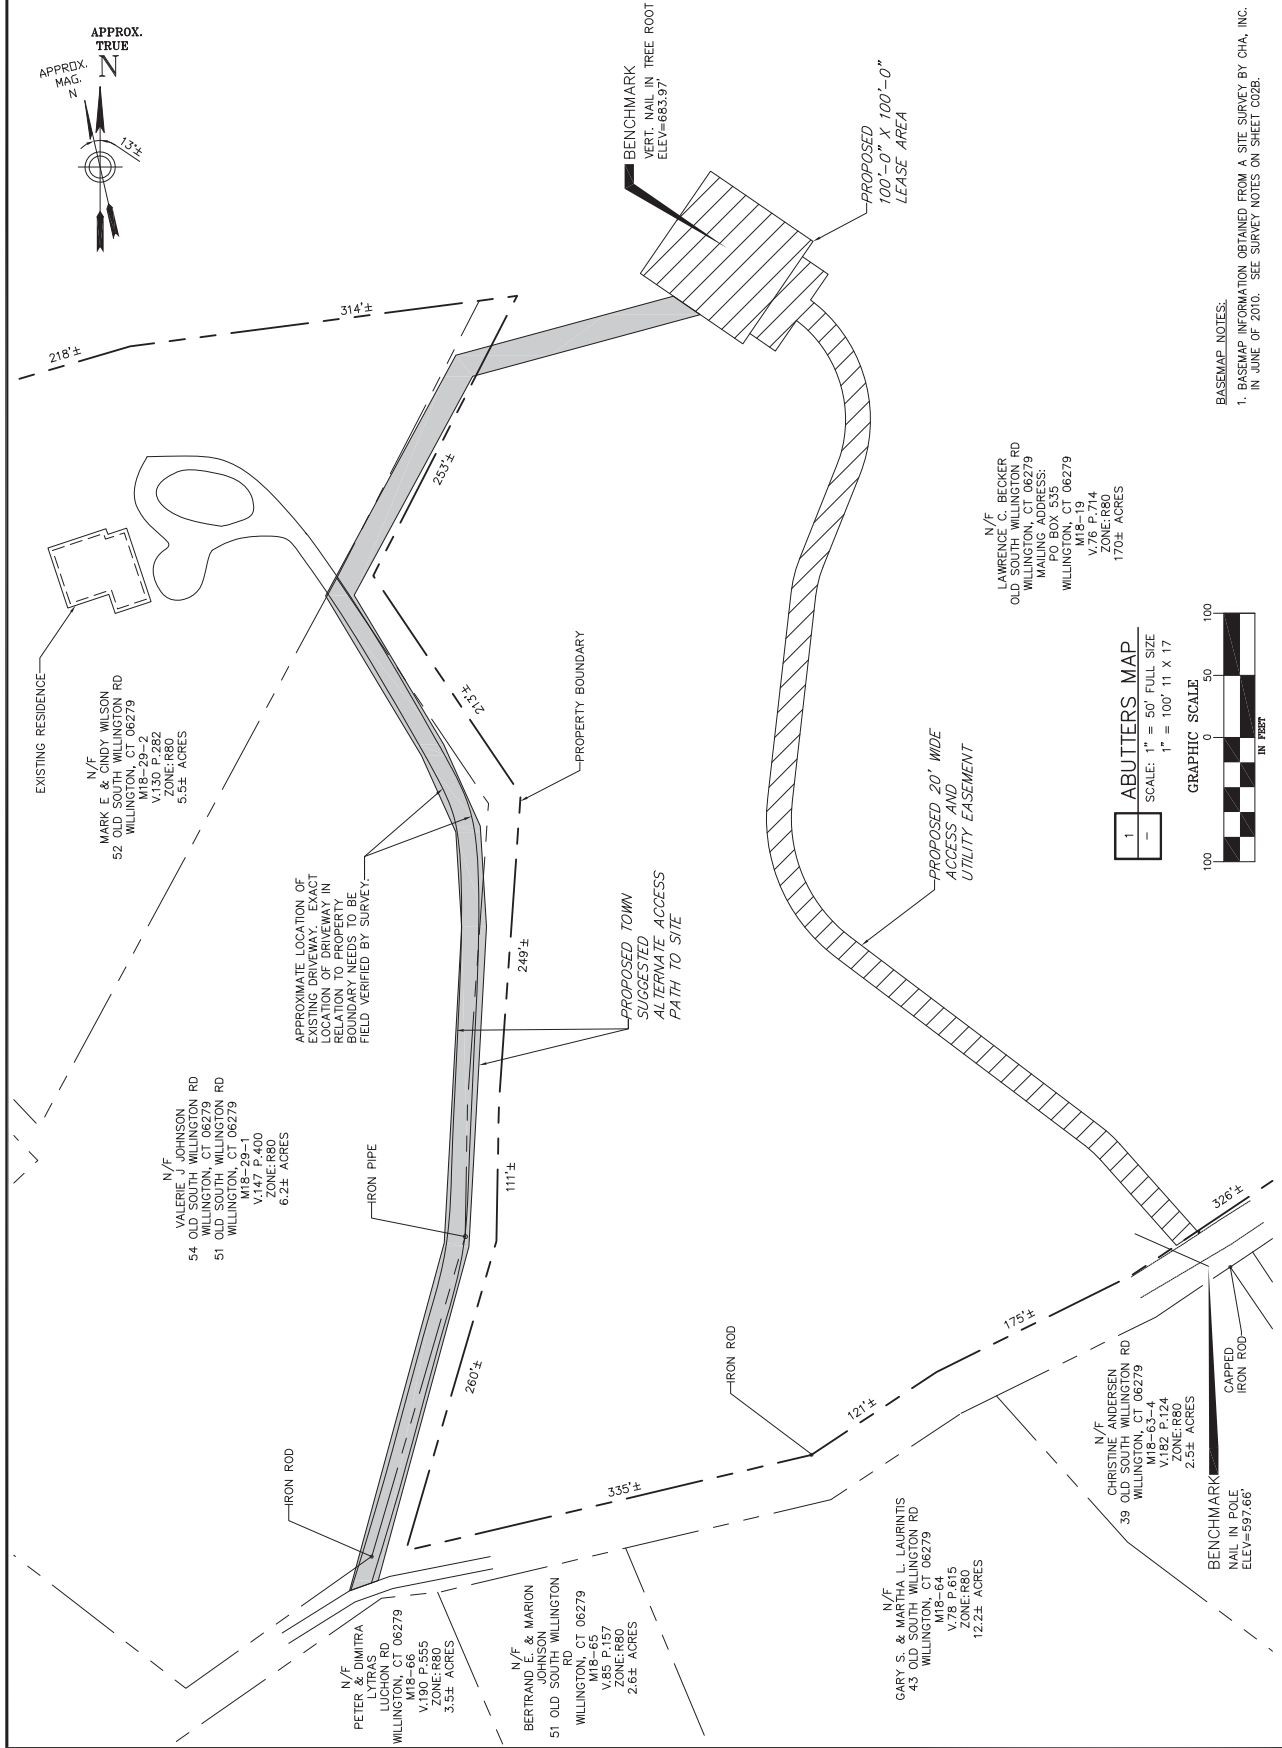 APPROX.
TRUE
N
APPROX.
MAG.
N
13°±
BENCHMARK
VERT. NAIL IN TREE ROOT
ELEV=683.97'
PROPOSED
100'-0" X 100'-0"
LEASE AREA
218'±
314'±
253'±
213'±
249'±
111'±
260'±
335'±
121'±
175'±
326'±
EXISTING RESIDENCE
N/F
MARK E & CINDY WILSON
52 OLD SOUTH WILLINGTON RD
WILLINGTON, CT 06279
M18-29-2
V.130 P.282
ZONE:R80
5.5± ACRES
PROPERTY BOUNDARY
APPROXIMATE LOCATION OF
EXISTING DRIVEWAY. EXACT
LOCATION OF DRIVEWAY IN
RELATION TO PROPERTY
BOUNDARY NEEDS TO BE
FIELD VERIFIED BY SURVEY.
PROPOSED TOWN
SUGGESTED
ALTERNATE ACCESS
PATH TO SITE
N/F
VALERIE J JOHNSON
54 OLD SOUTH WILLINGTON RD
WILLINGTON, CT 06279
51 OLD SOUTH WILLINGTON RD
WILLINGTON, CT 06279
M18-29-1
V.147 P.400
ZONE:R80
6.2± ACRES
IRON PIPE
IRON ROD
IRON ROD
PROPOSED 20' WIDE
ACCESS AND
UTILITY EASEMENT
N/F
LAWRENCE C. BECKER
OLD SOUTH WILLINGTON RD
WILLINGTON, CT 06279
MAILING ADDRESS:
PO BOX 535
WILLINGTON, CT 06279
M18-19
V.76 P.714
ZONE:R80
170± ACRES
N/F
PETER & DIMITRA
LYTRAS
LUCHON RD
WILLINGTON, CT 06279
M18-66
V.190 P.555
ZONE:R80
3.5± ACRES
N/F
BERTRAND E. & MARION
JOHNSON
51 OLD SOUTH WILLINGTON
RD
WILLINGTON, CT 06279
M18-65
V.85 P.157
ZONE:R80
2.6± ACRES
N/F
GARY S. & MARTHA L. LAURINTIS
43 OLD SOUTH WILLINGTON RD
WILLINGTON, CT 06279
M18-64
V.78 P.615
ZONE:R80
12.2± ACRES
N/F
CHRISTINE ANDERSEN
39 OLD SOUTH WILLINGTON RD
WILLINGTON, CT 06279
M18-63-4
V.182 P.124
ZONE:R80
2.5± ACRES
BENCHMARK
NAIL IN POLE
ELEV=597.66'
CAPPED
IRON ROD
1
-
ABUTTERS MAP
SCALE: 1" = 50' FULL SIZE
1" = 100' 11 X 17
GRAPHIC SCALE
100 0 50 100
IN FEET
BASEMAP NOTES:
1. BASEMAP INFORMATION OBTAINED FROM A SITE SURVEY BY CHA, INC.
IN JUNE OF 2010. SEE SURVEY NOTES ON SHEET C02B.